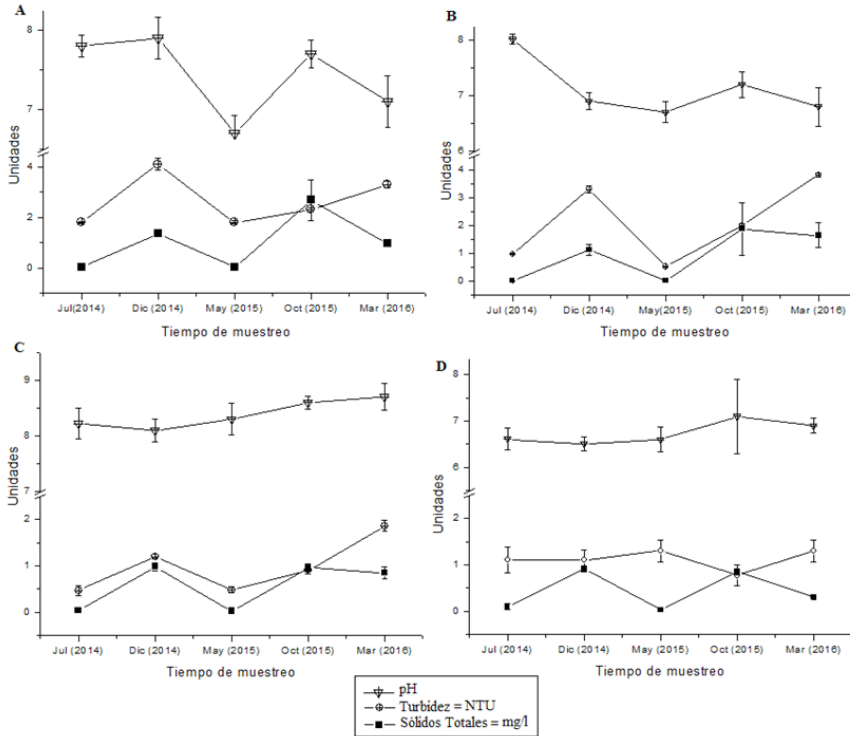 A
8
7
4
2
0
Unidades
Jul(2014) Dic (2014) May (2015) Oct (2015) Mar (2016)
Tiempo de muestreo
B
8
7
6
4
3
2
1
0
Unidades
Jul (2014) Dic (2014) May(2015) Oct (2015) Mar (2016)
Tiempo de muestreo
C
9
8
7
2
1
0
Unidades
Jul (2014) Dic (2014) May (2015) Oct (2015) Mar (2016)
Tiempo de muestreo
D
8
7
6
2
1
0
Unidades
Jul (2014) Dic (2014) May (2015) Oct (2015) Mar (2016)
Tiempo de muestreo
pH
Turbidez = NTU
Sólidos Totales = mg/l